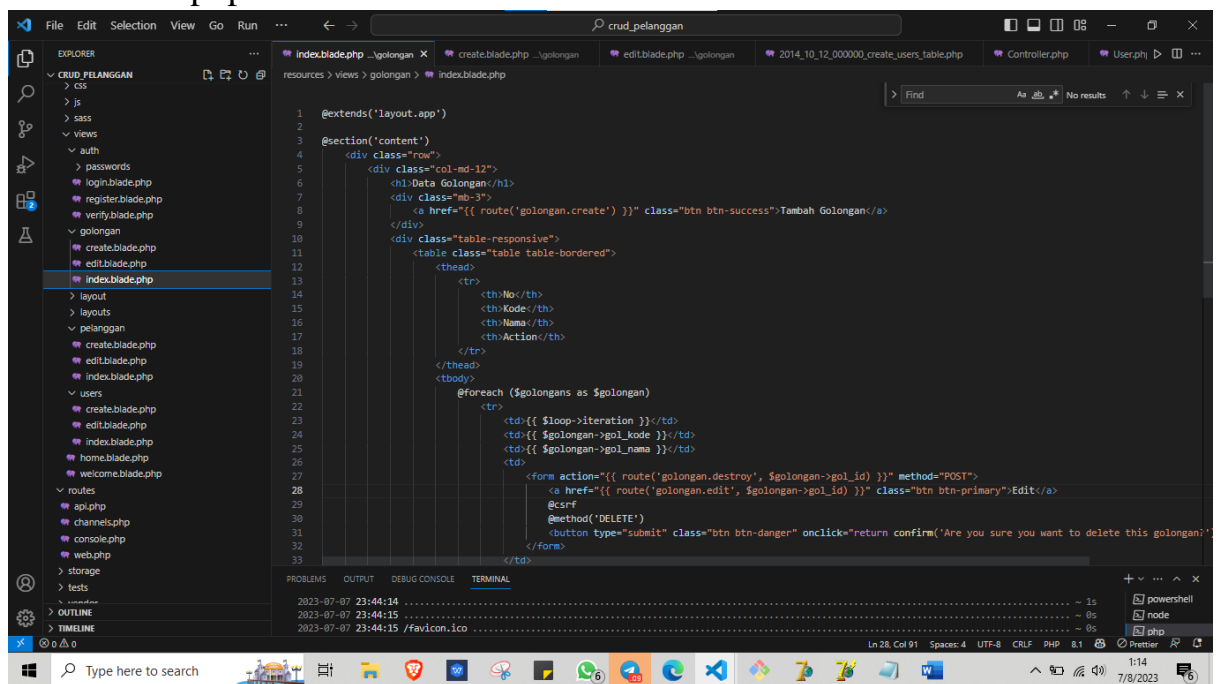 File Edit Selection View Go Run ··· crud_pelanggan
EXPLORER ···
index.blade.php ...\golongan create.blade.php ...\golongan edit.blade.php ...\golongan 2014_10_12_000000_create_users_table.php Controller.php User.ph
CRUD_PELANGGAN
resources > views > golongan > index.blade.php
Find Aa ab .* No results
> css
> js
> sass
views
auth
> passwords
login.blade.php
register.blade.php
verify.blade.php
golongan
create.blade.php
edit.blade.php
index.blade.php
> layout
> layouts
pelanggan
create.blade.php
edit.blade.php
index.blade.php
users
create.blade.php
edit.blade.php
index.blade.php
home.blade.php
welcome.blade.php
routes
api.php
channels.php
console.php
web.php
> storage
> tests
> OUTLINE
> TIMELINE
2
1 @extends('layout.app')
2
3 @section('content')
4 <div class="row">
5 <div class="col-md-12">
6 <h1>Data Golongan</h1>
7 <div class="mb-3">
8 <a href="{{ route('golongan.create') }}" class="btn btn-success">Tambah Golongan</a>
9 </div>
10 <div class="table-responsive">
11 <table class="table table-bordered">
12 <thead>
13 <tr>
14 <th>No</th>
15 <th>Kode</th>
16 <th>Nama</th>
17 <th>Action</th>
18 </tr>
19 </thead>
20 <tbody>
21 @foreach ($golongans as $golongan)
22 <tr>
23 <td>{{ $loop->iteration }}</td>
24 <td>{{ $golongan->gol_kode }}</td>
25 <td>{{ $golongan->gol_nama }}</td>
26 <td>
27 <form action="{{ route('golongan.destroy', $golongan->gol_id) }}" method="POST">
28 <a href="{{ route('golongan.edit', $golongan->gol_id) }}" class="btn btn-primary">Edit</a>
29 @csrf
30 @method('DELETE')
31 <button type="submit" class="btn btn-danger" onclick="return confirm('Are you sure you want to delete this golongan?')
32 </form>
33 </td>
PROBLEMS OUTPUT DEBUG CONSOLE TERMINAL
2023-07-07 23:44:14 ........ ~ 1s
2023-07-07 23:44:15 ........ ~ 0s
2023-07-07 23:44:15 /favicon.ico ........ ~ 0s
powershell
node
php
0 0 Ln 28, Col 91 Spaces: 4 UTF-8 CRLF PHP 8.1 Prettier
Type here to search
1:14
7/8/2023
6